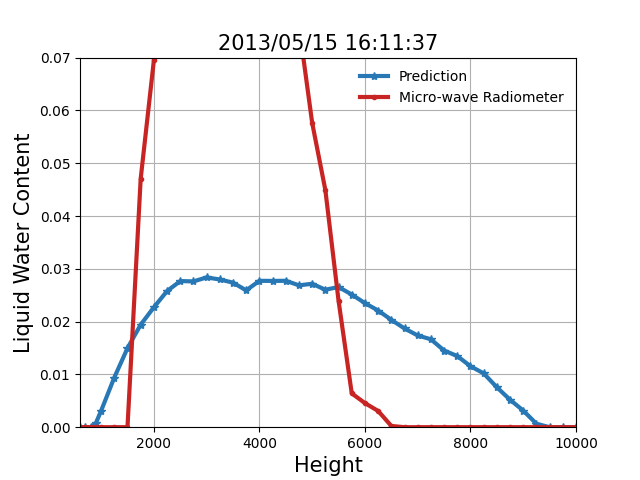 2013/05/15 16:11:37
0.07
0.06
0.05
0.04
0.03
0.02
0.01
0.00
Liquid Water Content
Prediction
Micro-wave Radiometer
2000 4000 6000 8000 10000
Height